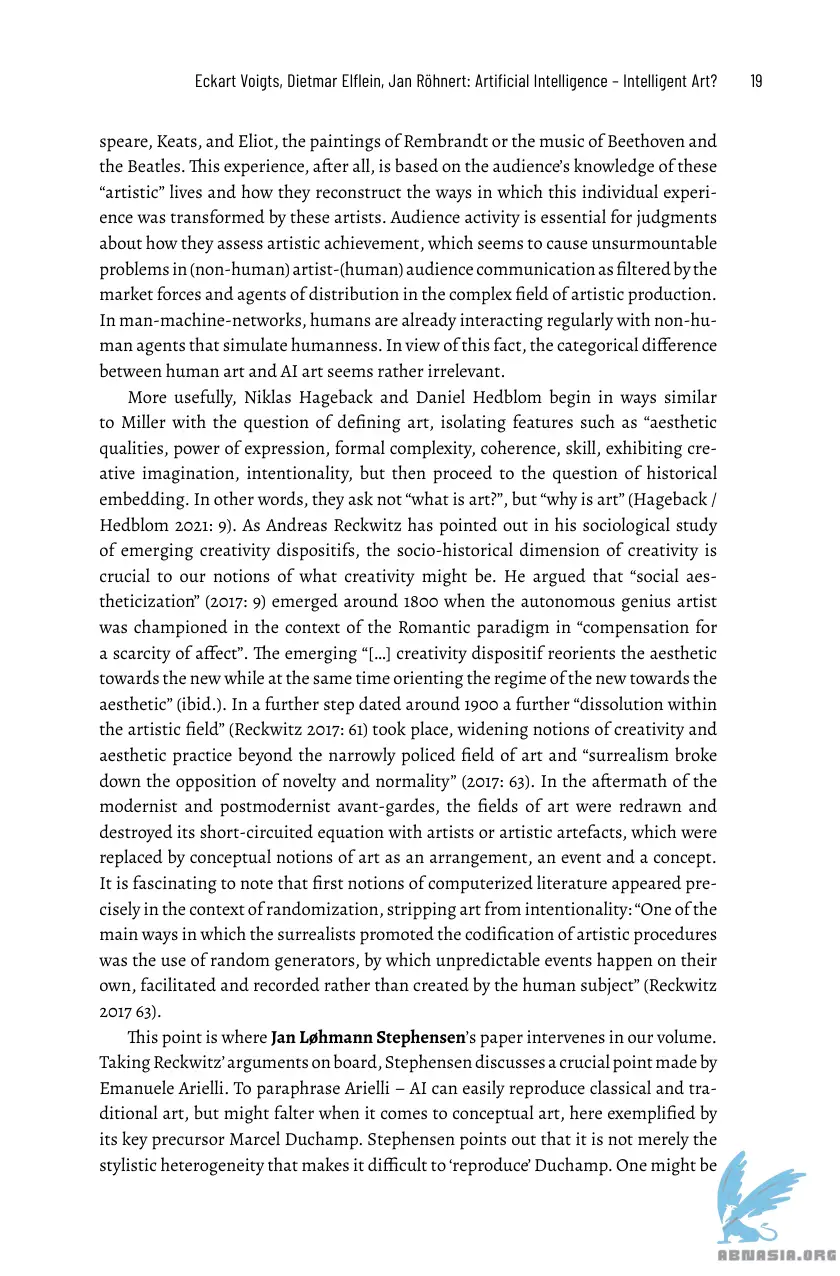 Eckart Voigts, Dietmar Elflein, Jan Röhnert: Artificial Intelligence – Intelligent Art? 19
speare, Keats, and Eliot, the paintings of Rembrandt or the music of Beethoven and
the Beatles. This experience, after all, is based on the audience’s knowledge of these
“artistic” lives and how they reconstruct the ways in which this individual experi-
ence was transformed by these artists. Audience activity is essential for judgments
about how they assess artistic achievement, which seems to cause unsurmountable
problems in (non-human) artist-(human) audience communication as filtered by the
market forces and agents of distribution in the complex field of artistic production.
In man-machine-networks, humans are already interacting regularly with non-hu-
man agents that simulate humanness. In view of this fact, the categorical difference
between human art and AI art seems rather irrelevant.
More usefully, Niklas Hageback and Daniel Hedblom begin in ways similar
to Miller with the question of defining art, isolating features such as “aesthetic
qualities, power of expression, formal complexity, coherence, skill, exhibiting cre-
ative imagination, intentionality, but then proceed to the question of historical
embedding. In other words, they ask not “what is art?”, but “why is art” (Hageback /
Hedblom 2021: 9). As Andreas Reckwitz has pointed out in his sociological study
of emerging creativity dispositifs, the socio-historical dimension of creativity is
crucial to our notions of what creativity might be. He argued that “social aes-
theticization” (2017: 9) emerged around 1800 when the autonomous genius artist
was championed in the context of the Romantic paradigm in “compensation for
a scarcity of affect”. The emerging “[…] creativity dispositif reorients the aesthetic
towards the new while at the same time orienting the regime of the new towards the
aesthetic” (ibid.). In a further step dated around 1900 a further “dissolution within
the artistic field” (Reckwitz 2017: 61) took place, widening notions of creativity and
aesthetic practice beyond the narrowly policed field of art and “surrealism broke
down the opposition of novelty and normality” (2017: 63). In the aftermath of the
modernist and postmodernist avant-gardes, the fields of art were redrawn and
destroyed its short-circuited equation with artists or artistic artefacts, which were
replaced by conceptual notions of art as an arrangement, an event and a concept.
It is fascinating to note that first notions of computerized literature appeared pre-
cisely in the context of randomization, stripping art from intentionality: “One of the
main ways in which the surrealists promoted the codification of artistic procedures
was the use of random generators, by which unpredictable events happen on their
own, facilitated and recorded rather than created by the human subject” (Reckwitz
2017 63).
This point is where Jan Løhmann Stephensen’s paper intervenes in our volume.
Taking Reckwitz’ arguments on board, Stephensen discusses a crucial point made by
Emanuele Arielli. To paraphrase Arielli – AI can easily reproduce classical and tra-
ditional art, but might falter when it comes to conceptual art, here exemplified by
its key precursor Marcel Duchamp. Stephensen points out that it is not merely the
stylistic heterogeneity that makes it difficult to ‘reproduce’ Duchamp. One might be
ABNASIA.ORG